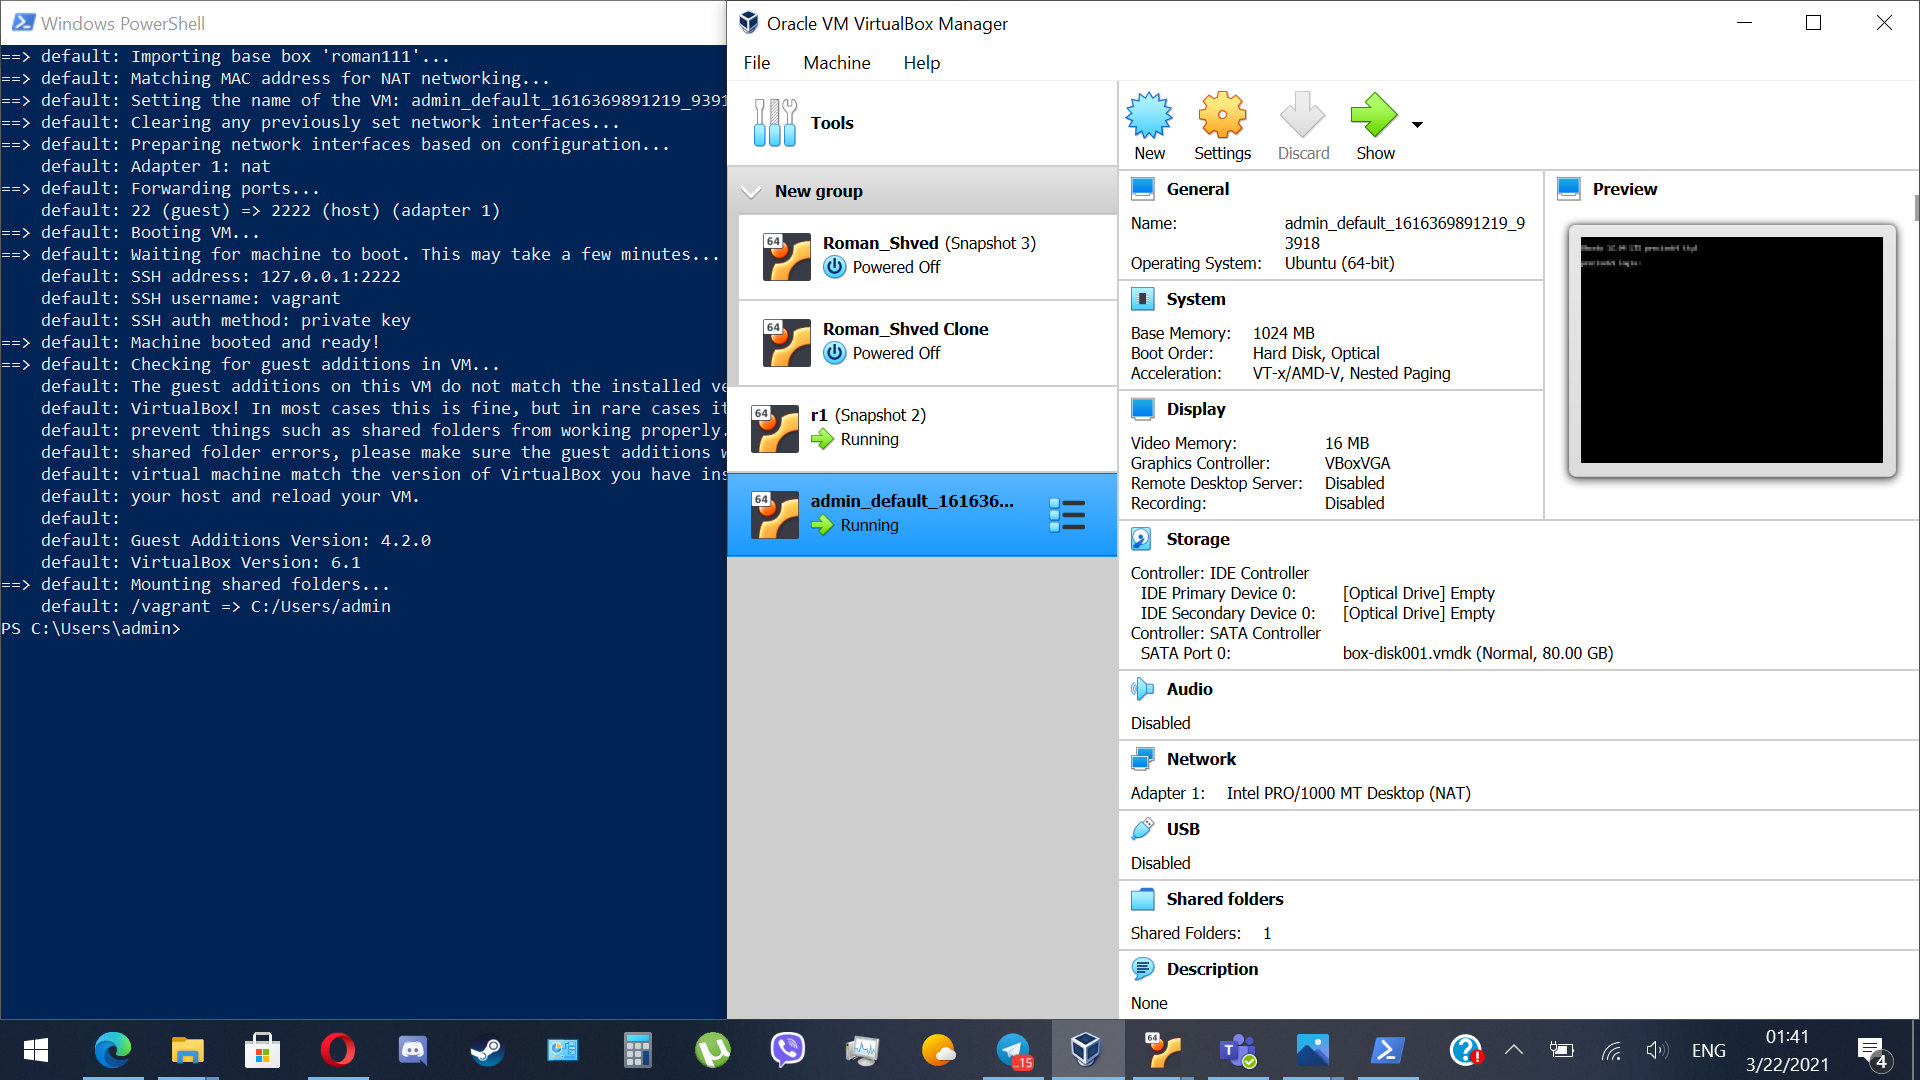 Windows PowerShell
==> default: Importing base box 'roman111'...
==> default: Matching MAC address for NAT networking...
==> default: Setting the name of the VM: admin_default_1616369891219_9391
==> default: Clearing any previously set network interfaces...
==> default: Preparing network interfaces based on configuration...
default: Adapter 1: nat
==> default: Forwarding ports...
default: 22 (guest) => 2222 (host) (adapter 1)
==> default: Booting VM...
==> default: Waiting for machine to boot. This may take a few minutes...
default: SSH address: 127.0.0.1:2222
default: SSH username: vagrant
default: SSH auth method: private key
==> default: Machine booted and ready!
==> default: Checking for guest additions in VM...
default: The guest additions on this VM do not match the installed ve
default: VirtualBox! In most cases this is fine, but in rare cases it
default: prevent things such as shared folders from working properly.
default: shared folder errors, please make sure the guest additions w
default: virtual machine match the version of VirtualBox you have ins
default: your host and reload your VM.
default:
default: Guest Additions Version: 4.2.0
default: VirtualBox Version: 6.1
==> default: Mounting shared folders...
default: /vagrant => C:/Users/admin
PS C:\Users\admin>
Oracle VM VirtualBox Manager
File Machine Help
Tools
New group
64
Roman_Shved (Snapshot 3)
Powered Off
64
Roman_Shved Clone
Powered Off
64
r1 (Snapshot 2)
Running
64
admin_default_161636...
Running
New Settings Discard Show
General
Name: admin_default_1616369891219_9
3918
Operating System: Ubuntu (64-bit)
System
Base Memory: 1024 MB
Boot Order: Hard Disk, Optical
Acceleration: VT-x/AMD-V, Nested Paging
Display
Video Memory: 16 MB
Graphics Controller: VBoxVGA
Remote Desktop Server: Disabled
Recording: Disabled
Preview
Storage
Controller: IDE Controller
IDE Primary Device 0: [Optical Drive] Empty
IDE Secondary Device 0: [Optical Drive] Empty
Controller: SATA Controller
SATA Port 0: box-disk001.vmdk (Normal, 80.00 GB)
Audio
Disabled
Network
Adapter 1: Intel PRO/1000 MT Desktop (NAT)
USB
Disabled
Shared folders
Shared Folders: 1
Description
None
..15
64
ENG
01:41
3/22/2021
4